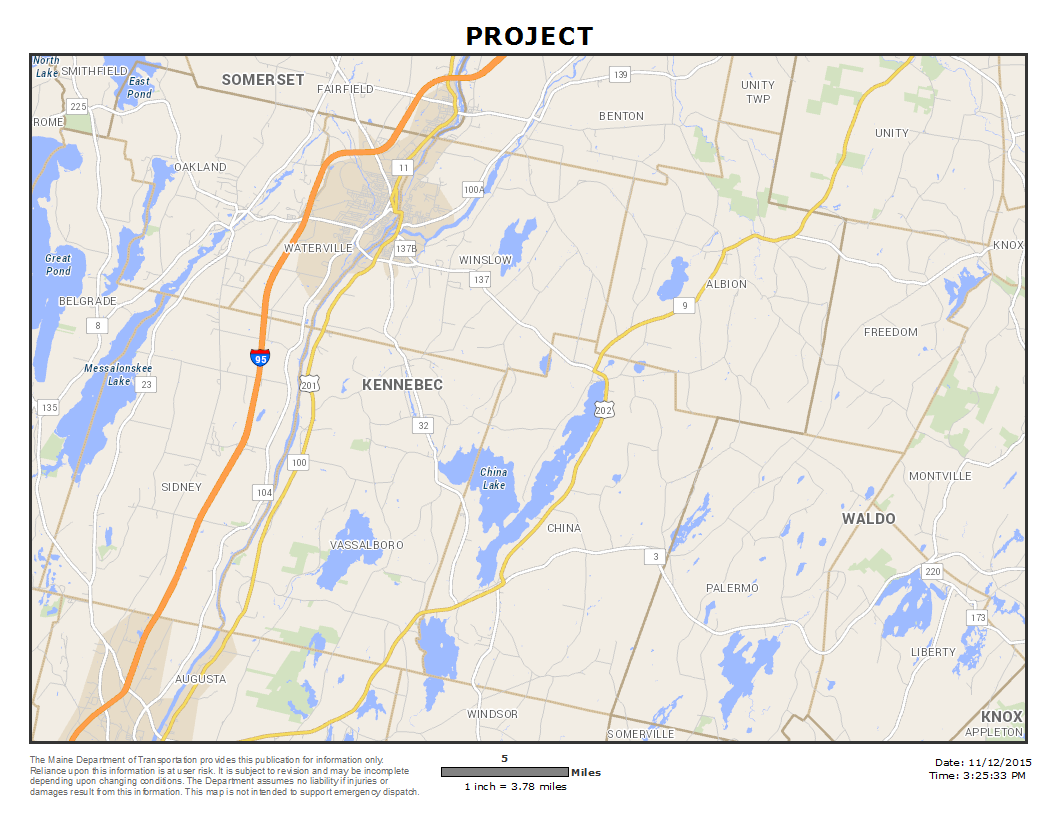 PROJECT
North
Lake
SMITHFIELD
East
Pond
SOMERSET
FAIRFIELD
139
UNITY
TWP
225
ROME
BENTON
UNITY
OAKLAND
11
100A
WATERVILLE
137B
WINSLOW
137
KNOX
Great
Pond
BELGRADE
ALBION
9
8
FREEDOM
95
Messalonskee
Lake
23
201
KENNEBEC
135
202
32
100
China
Lake
MONTVILLE
SIDNEY
104
WALDO
CHINA
VASSALBORO
3
220
PALERMO
173
LIBERTY
AUGUSTA
WINDSOR
KNOX
SOMERVILLE
APPLETON
The Maine Department of Transportation provides this publication for information only.
Reliance upon this information is at user risk. It is subject to revision and may be incomplete
depending upon changing conditions. The Department assumes no liability if injuries or
damages result from this information. This map is not intended to support emergency dispatch.
5
Miles
1 inch = 3.78 miles
Date: 11/12/2015
Time: 3:25:33 PM